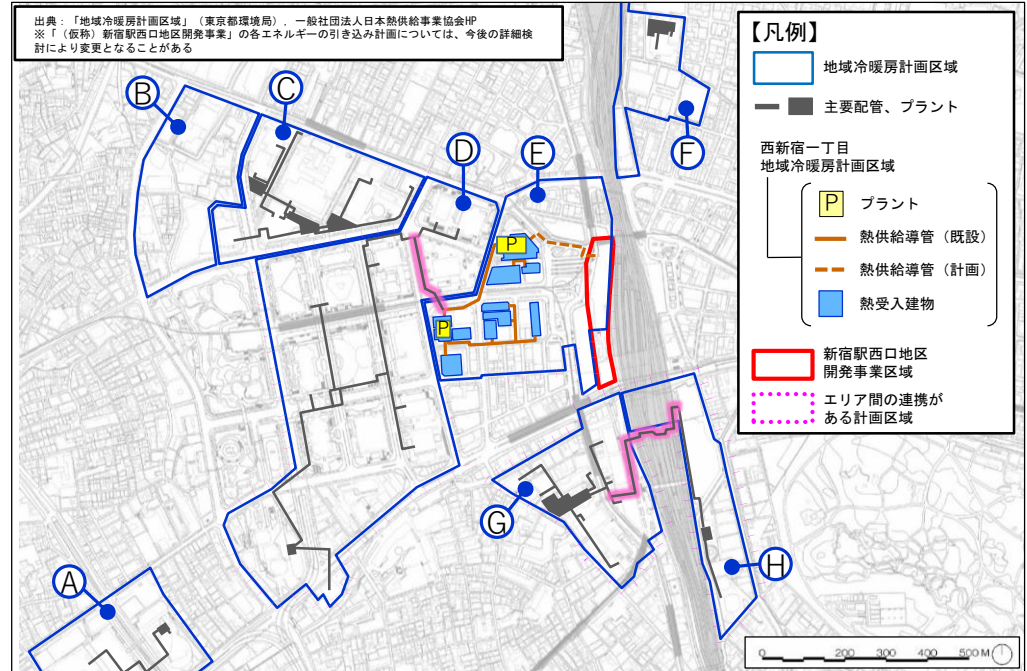 出典：「地域冷暖房計画区域」（東京都環境局），一般社団法人日本熱供給事業協会HP
※「（仮称）新宿駅西口地区開発事業」の各エネルギーの引き込み計画については、今後の詳細検
討により変更となることがある
【凡例】
地域冷暖房計画区域
主要配管、プラント
西新宿一丁目
地域冷暖房計画区域
P
プラント
熱供給導管（既設）
熱供給導管（計画）
熱受入建物
新宿駅西口地区
開発事業区域
エリア間の連携が
ある計画区域
B
C
D
E
F
P
P
G
H
A
0 200 300 400 500M